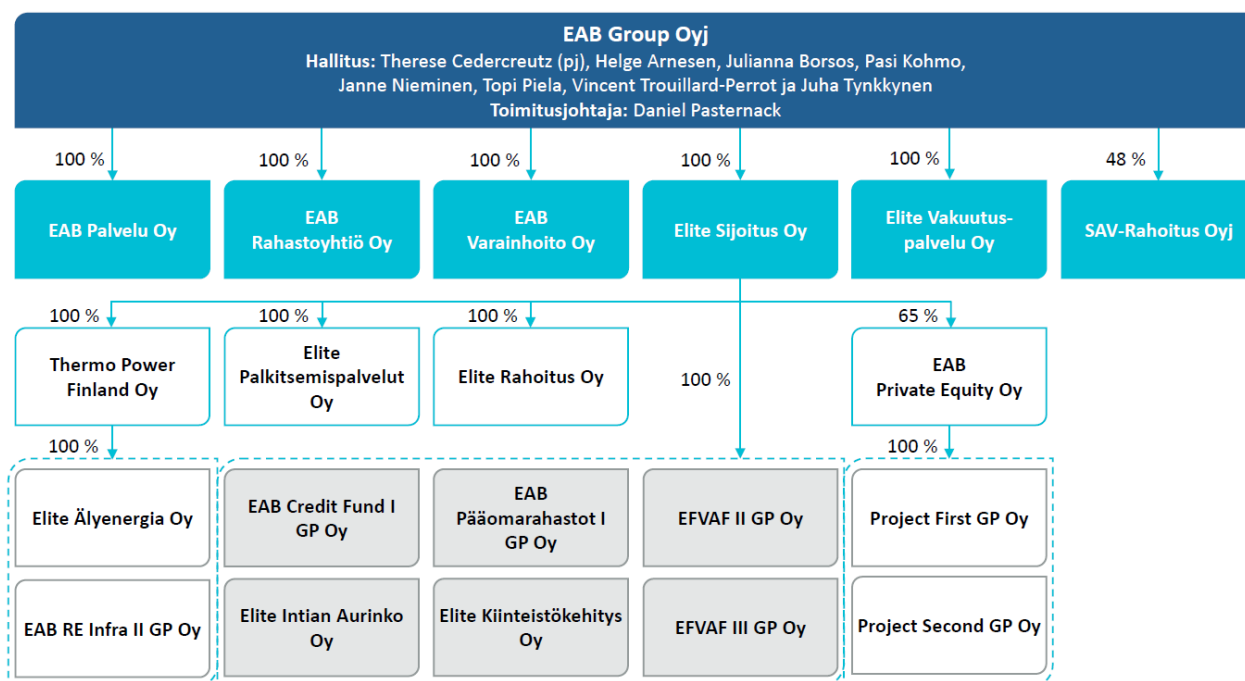 EAB Group Oyj
Hallitus: Therese Cedercreutz (pj), Helge Arnesen, Julianna Borsos, Pasi Kohmo,
Janne Nieminen, Topi Piela, Vincent Trouillard-Perrot ja Juha Tynkkynen
Toimitusjohtaja: Daniel Pasternack
100 %
100 %
100 %
100 %
100 %
48 %
EAB Palvelu Oy
EAB
Rahastoyhtiö Oy
EAB
Varainhoito Oy
Elite Sijoitus Oy
Elite Vakuutus-
palvelu Oy
SAV-Rahoitus Oyj
100 %
100 %
100 %
100 %
65 %
Thermo Power
Finland Oy
Elite
Palkitsemispalvelut
Oy
Elite Rahoitus Oy
EAB
Private Equity Oy
100 %
100 %
Elite Älyenergia Oy
EAB Credit Fund I
GP Oy
EAB
Pääomarahastot I
GP Oy
EFVAF II GP Oy
Project First GP Oy
EAB RE Infra II GP Oy
Elite Intian Aurinko
Oy
Elite Kiinteistökehitys
Oy
EFVAF III GP Oy
Project Second GP Oy